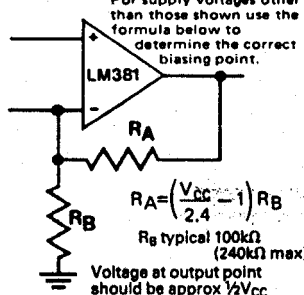 For supply voltages other
than those shown use the
formula below to
determine the correct
biasing point.
+
LM381
−
RA
RA=(VCC/2,4 −1) RB
RB
RB typical 100kΩ
(240kΩ max)
Voltage at output point
should be approx ½VCC